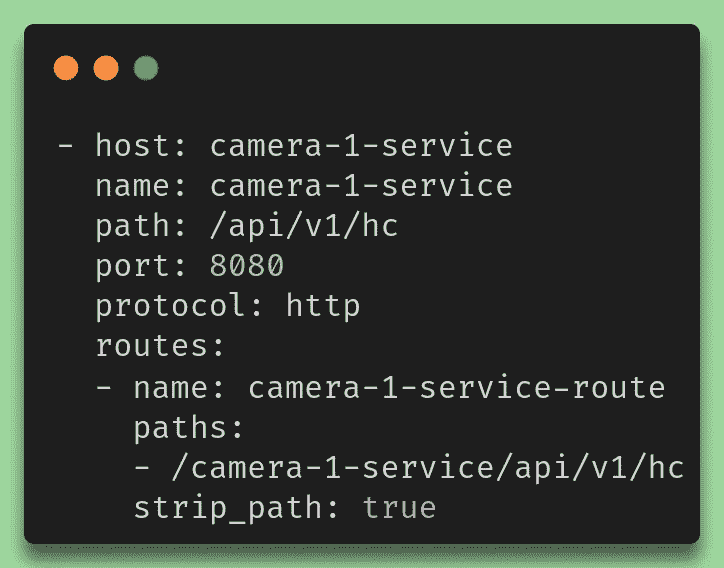 - host: camera-1-service
  name: camera-1-service
  path: /api/v1/hc
  port: 8080
  protocol: http
  routes:
  - name: camera-1-service-route
    paths:
    - /camera-1-service/api/v1/hc
    strip_path: true